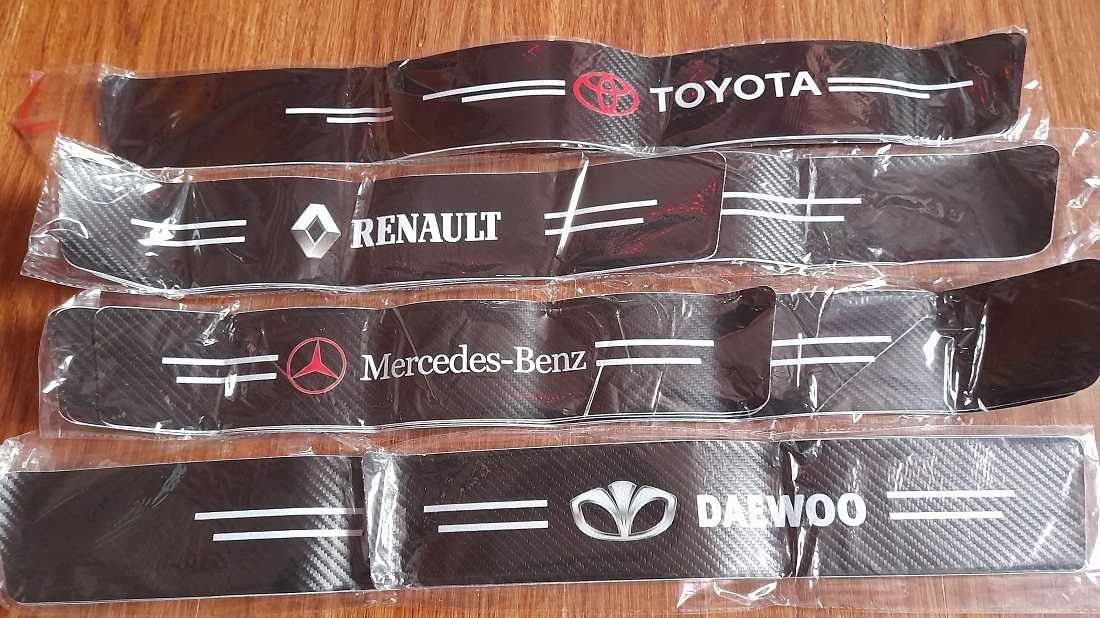 TOYOTA
RENAULT
Mercedes-Benz
DAEWOO